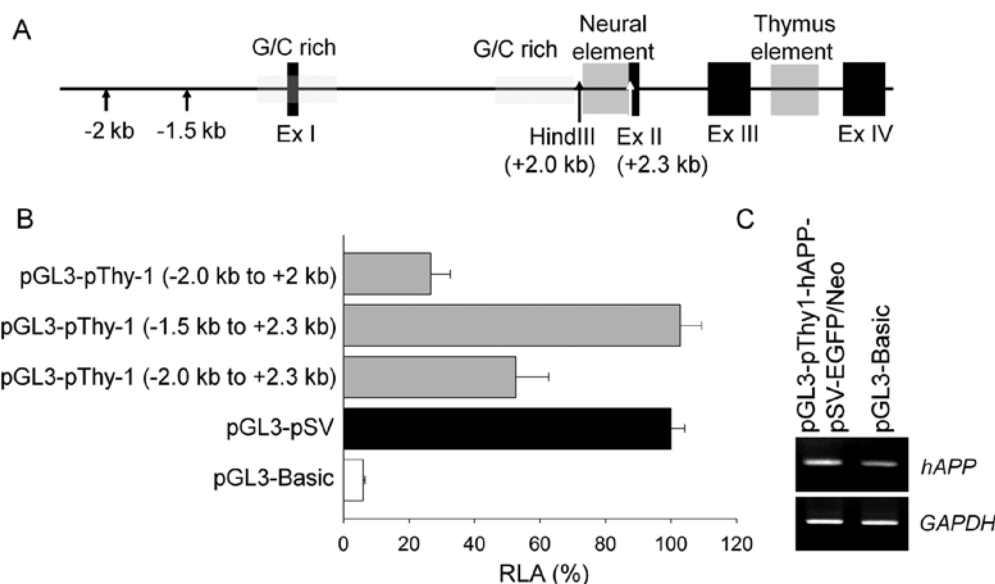 A
G/C rich
G/C rich
Neural
element
Thymus
element
-2 kb
-1.5 kb
Ex I
HindIII
(+2.0 kb)
Ex II
(+2.3 kb)
Ex III
Ex IV
B
pGL3-pThy-1 (-2.0 kb to +2 kb)
pGL3-pThy-1 (-1.5 kb to +2.3 kb)
pGL3-pThy-1 (-2.0 kb to +2.3 kb)
pGL3-pSV
pGL3-Basic
0 20 40 60 80 100 120
RLA (%)
C
pGL3-pThy1-hAPP-
pSV-EGFP/Neo
pGL3-Basic
hAPP
GAPDH